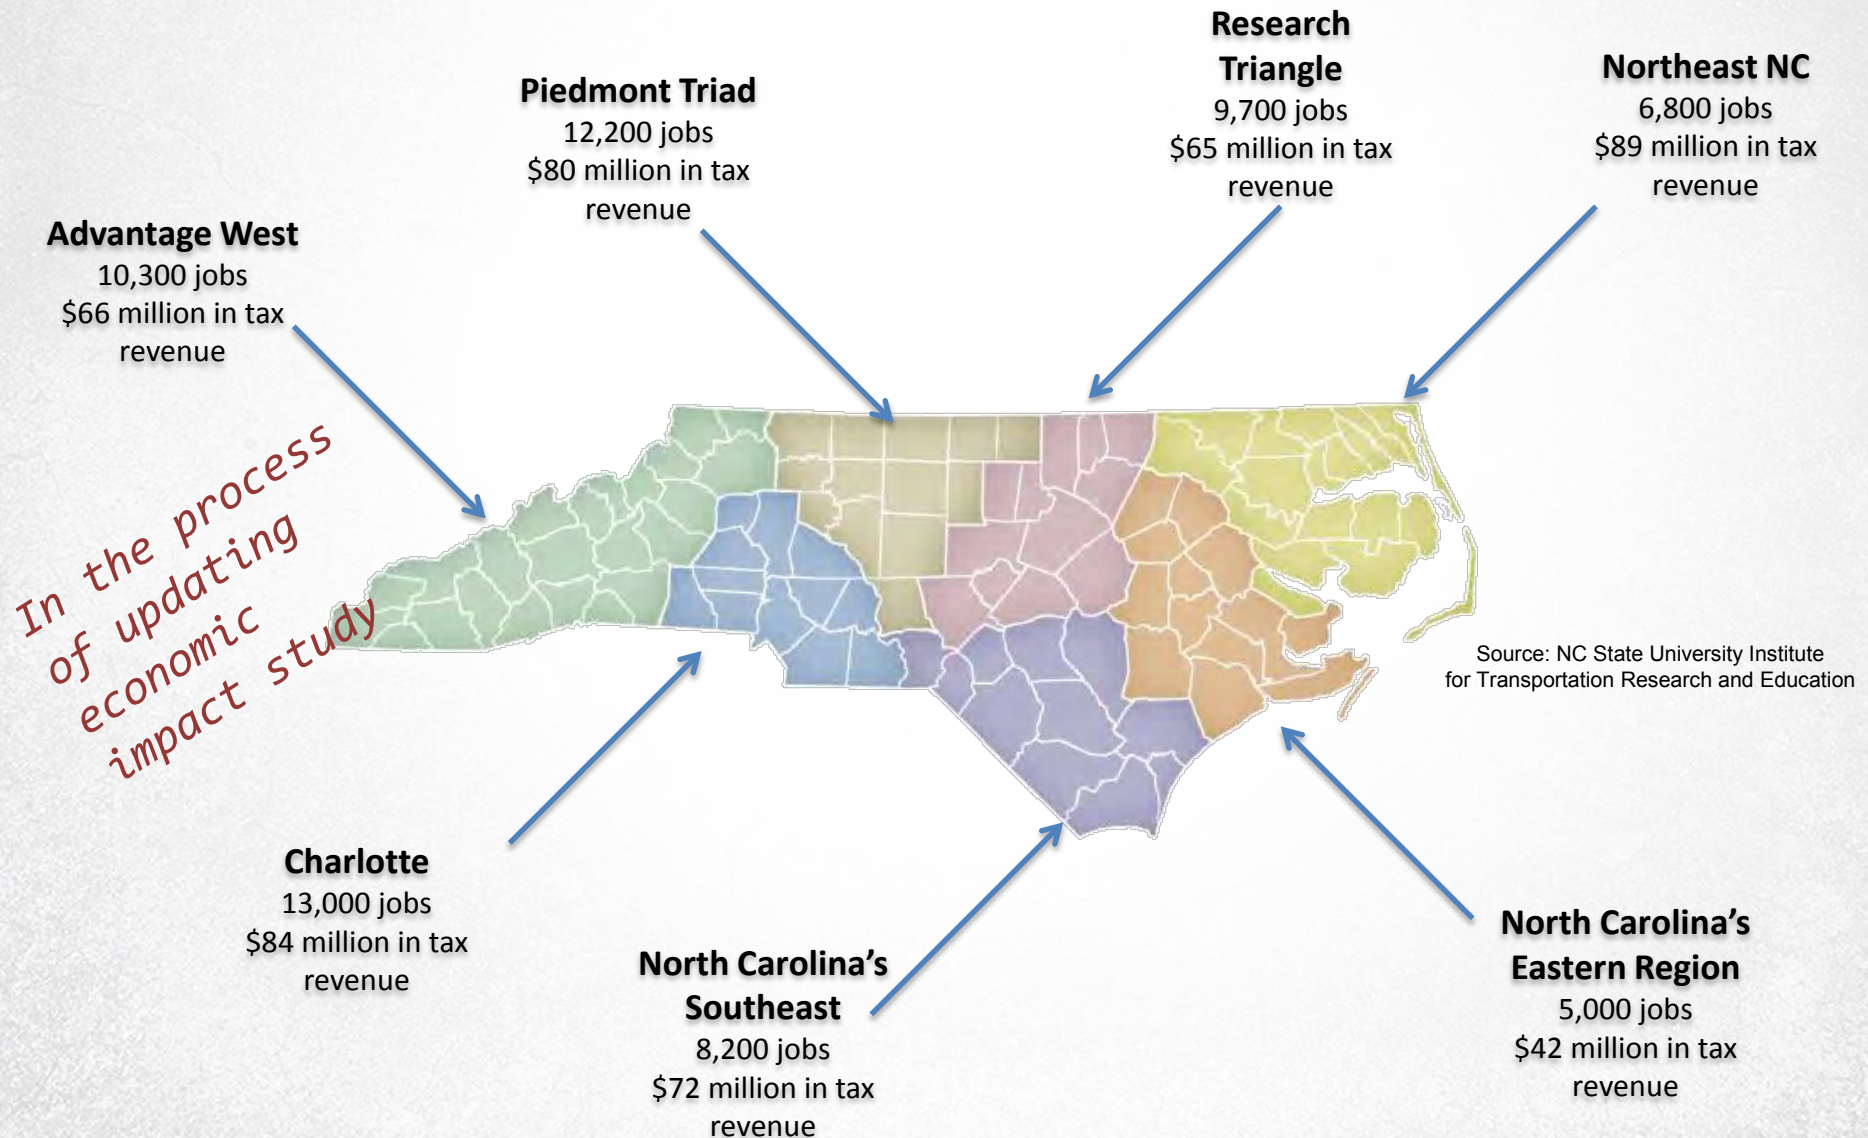 Research
Triangle
9,700 jobs
$65 million in tax
revenue
Northeast NC
6,800 jobs
$89 million in tax
revenue
Piedmont Triad
12,200 jobs
$80 million in tax
revenue
Advantage West
10,300 jobs
$66 million in tax
revenue
In the process
of updating
economic
impact study
Source: NC State University Institute
for Transportation Research and Education
Charlotte
13,000 jobs
$84 million in tax
revenue
North Carolina’s
Southeast
8,200 jobs
$72 million in tax
revenue
North Carolina’s
Eastern Region
5,000 jobs
$42 million in tax
revenue